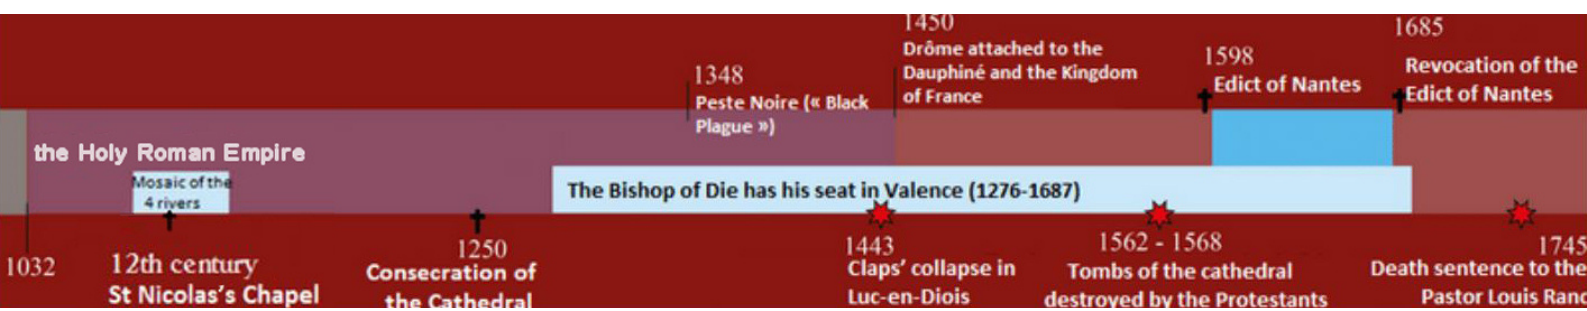 1450
Drôme attached to the
Dauphiné and the Kingdom
of France
1685
Revocation of the
Edict of Nantes
1598
Edict of Nantes
1348
Peste Noire (« Black
Plague »)
the Holy Roman Empire
Mosaic of the
4 rivers
The Bishop of Die has his seat in Valence (1276-1687)
1032
12th century
St Nicolas's Chapel
1250
Consecration of
the Cathedral
1443
Claps' collapse in
Luc-en-Diois
1562 - 1568
Tombs of the cathedral
destroyed by the Protestants
1745
Death sentence to the
Pastor Louis Ranc